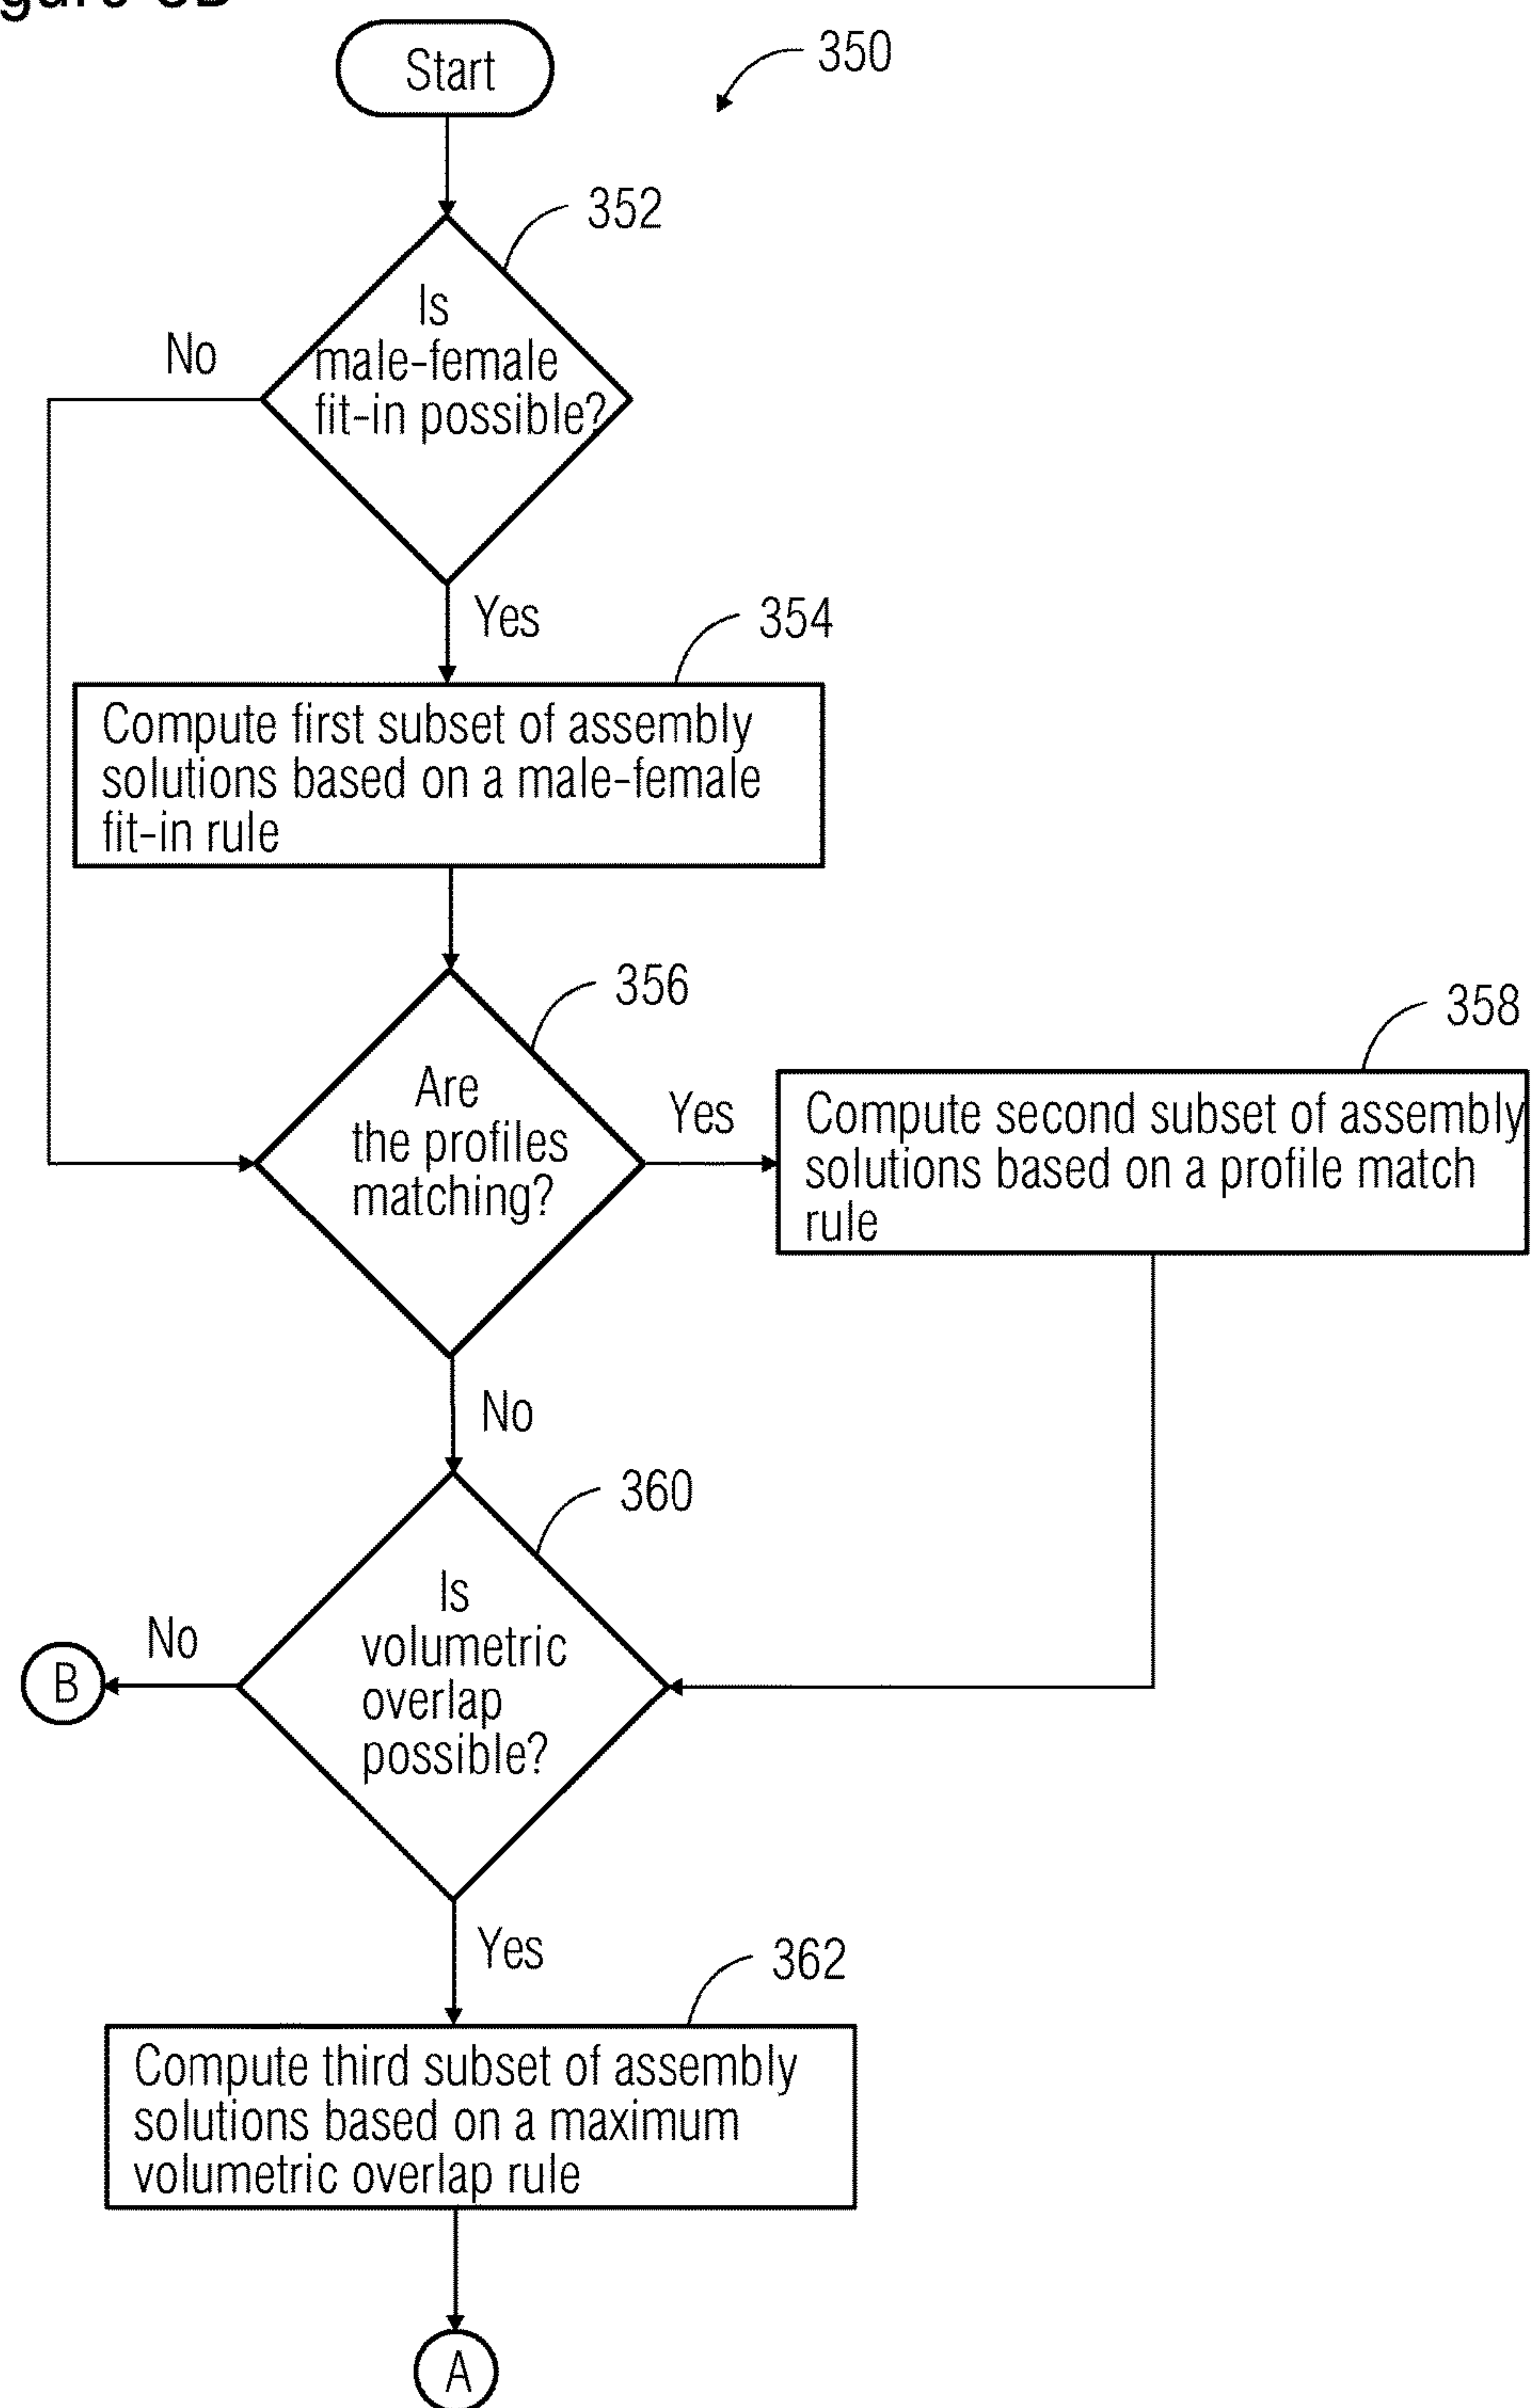 Start
350
352
Is
male-female
fit-in possible?
No
Yes
354
Compute first subset of assembly
solutions based on a male-female
fit-in rule
356
358
Are
the profiles
matching?
Yes
Compute second subset of assembly
solutions based on a profile match
rule
No
360
Is
volumetric
overlap
possible?
No
B
Yes
362
Compute third subset of assembly
solutions based on a maximum
volumetric overlap rule
A